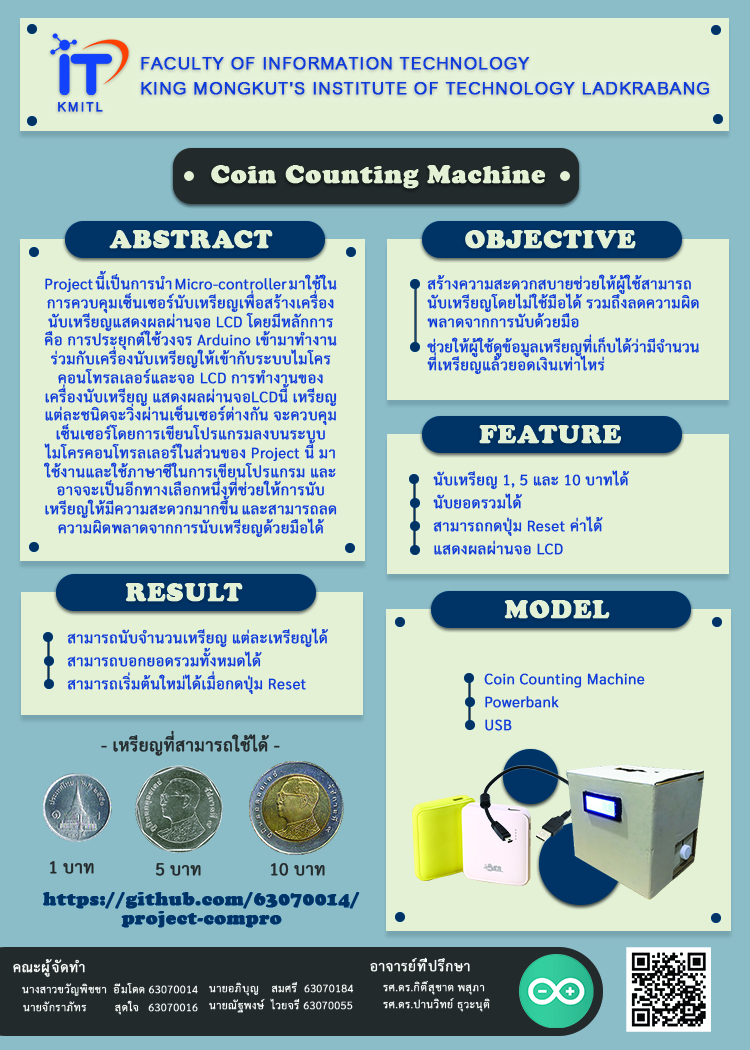 iT
KMITL
FACULTY OF INFORMATION TECHNOLOGY
KING MONGKUT'S INSTITUTE OF TECHNOLOGY LADKRABANG
• Coin Counting Machine •
ABSTRACT
Project นี้เป็นการนำ Micro-controller มาใช้ใน
การควบคุมเซ็นเซอร์นับเหรียญเพื่อสร้างเครื่อง
นับเหรียญแสดงผลผ่านจอ LCD โดยมีหลักการ
คือ การประยุกต์ใช้วงจร Arduino เข้ามาทำงาน
ร่วมกับเครื่องนับเหรียญให้เข้ากับระบบไมโคร
คอนโทรลเลอร์และจอ LCD การทำงานของ
เครื่องนับเหรียญ แสดงผลผ่านจอLCDนี้ เหรียญ
แต่ละชนิดจะวิ่งผ่านเซ็นเซอร์ต่างกัน จะควบคุม
เซ็นเซอร์โดยการเขียนโปรแกรมลงบนระบบ
ไมโครคอนโทรลเลอร์ในส่วนของ Project นี้ มา
ใช้งานและใช้ภาษาซีในการเขียนโปรแกรม และ
อาจจะเป็นอีกทางเลือกหนึ่งที่ช่วยให้การนับ
เหรียญให้มีความสะดวกมากขึ้น และสามารถลด
ความผิดพลาดจากการนับเหรียญด้วยมือได้
OBJECTIVE
สร้างความสะดวกสบายช่วยให้ผู้ใช้สามารถ
นับเหรียญโดยไม่ใช้มือได้ รวมถึงลดความผิด
พลาดจากการนับด้วยมือ
ช่วยให้ผู้ใช้ดูข้อมูลเหรียญที่เก็บได้ว่ามีจำนวน
ที่เหรียญแล้วยอดเงินเท่าไหร่
FEATURE
นับเหรียญ 1, 5 และ 10 บาทได้
นับยอดรวมได้
สามารถกดปุ่ม Reset ค่าได้
แสดงผลผ่านจอ LCD
RESULT
สามารถนับจำนวนเหรียญ แต่ละเหรียญได้
สามารถบอกยอดรวมทั้งหมดได้
สามารถเริ่มต้นใหม่ได้เมื่อกดปุ่ม Reset
MODEL
Coin Counting Machine
Powerbank
USB
- เหรียญที่สามารถใช้ได้ -
1 บาท
5 บาท
10 บาท
https://github.com/63070014/
project-compro
คณะผู้จัดทำ
นางสาวขวัญพิชชา อิ่มโคด 63070014 นายอภิบุญ สมศรี 63070184
นายจักราภัทร สุดใจ 63070016 นายณัฐพงษ์ ไวยจรี 63070055
อาจารย์ที่ปรึกษา
รศ.ดร.กิติ์สุชาต พสุภา
รศ.ดร.ปานวิทย์ ธุวะนุติ